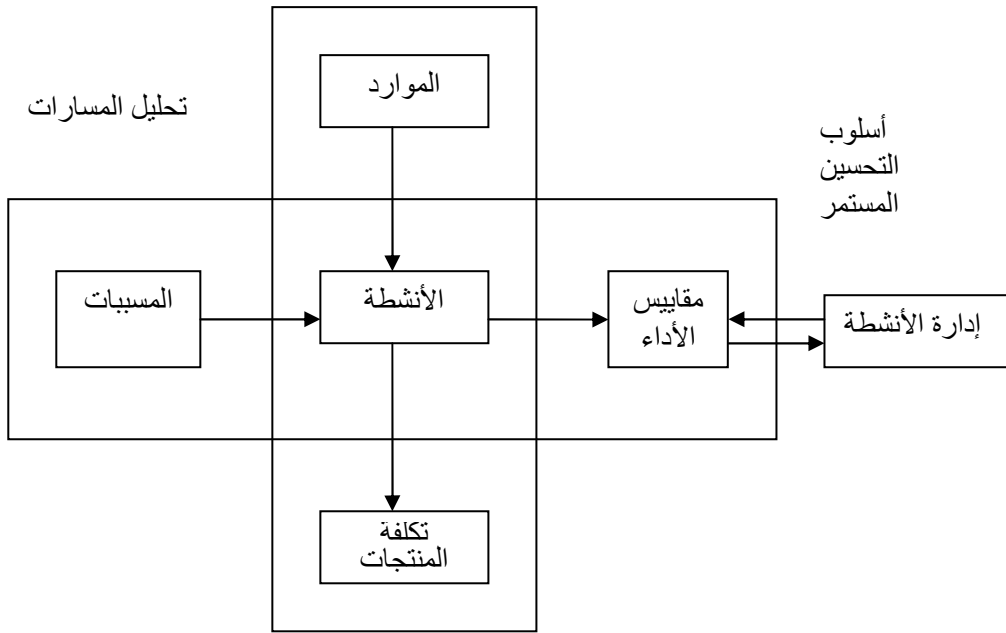 الموارد
تحليل المسارات
أسلوب
التحسين
المستمر
المسببات
الأنشطة
مقاييس
الأداء
إدارة الأنشطة
تكلفة
المنتجات